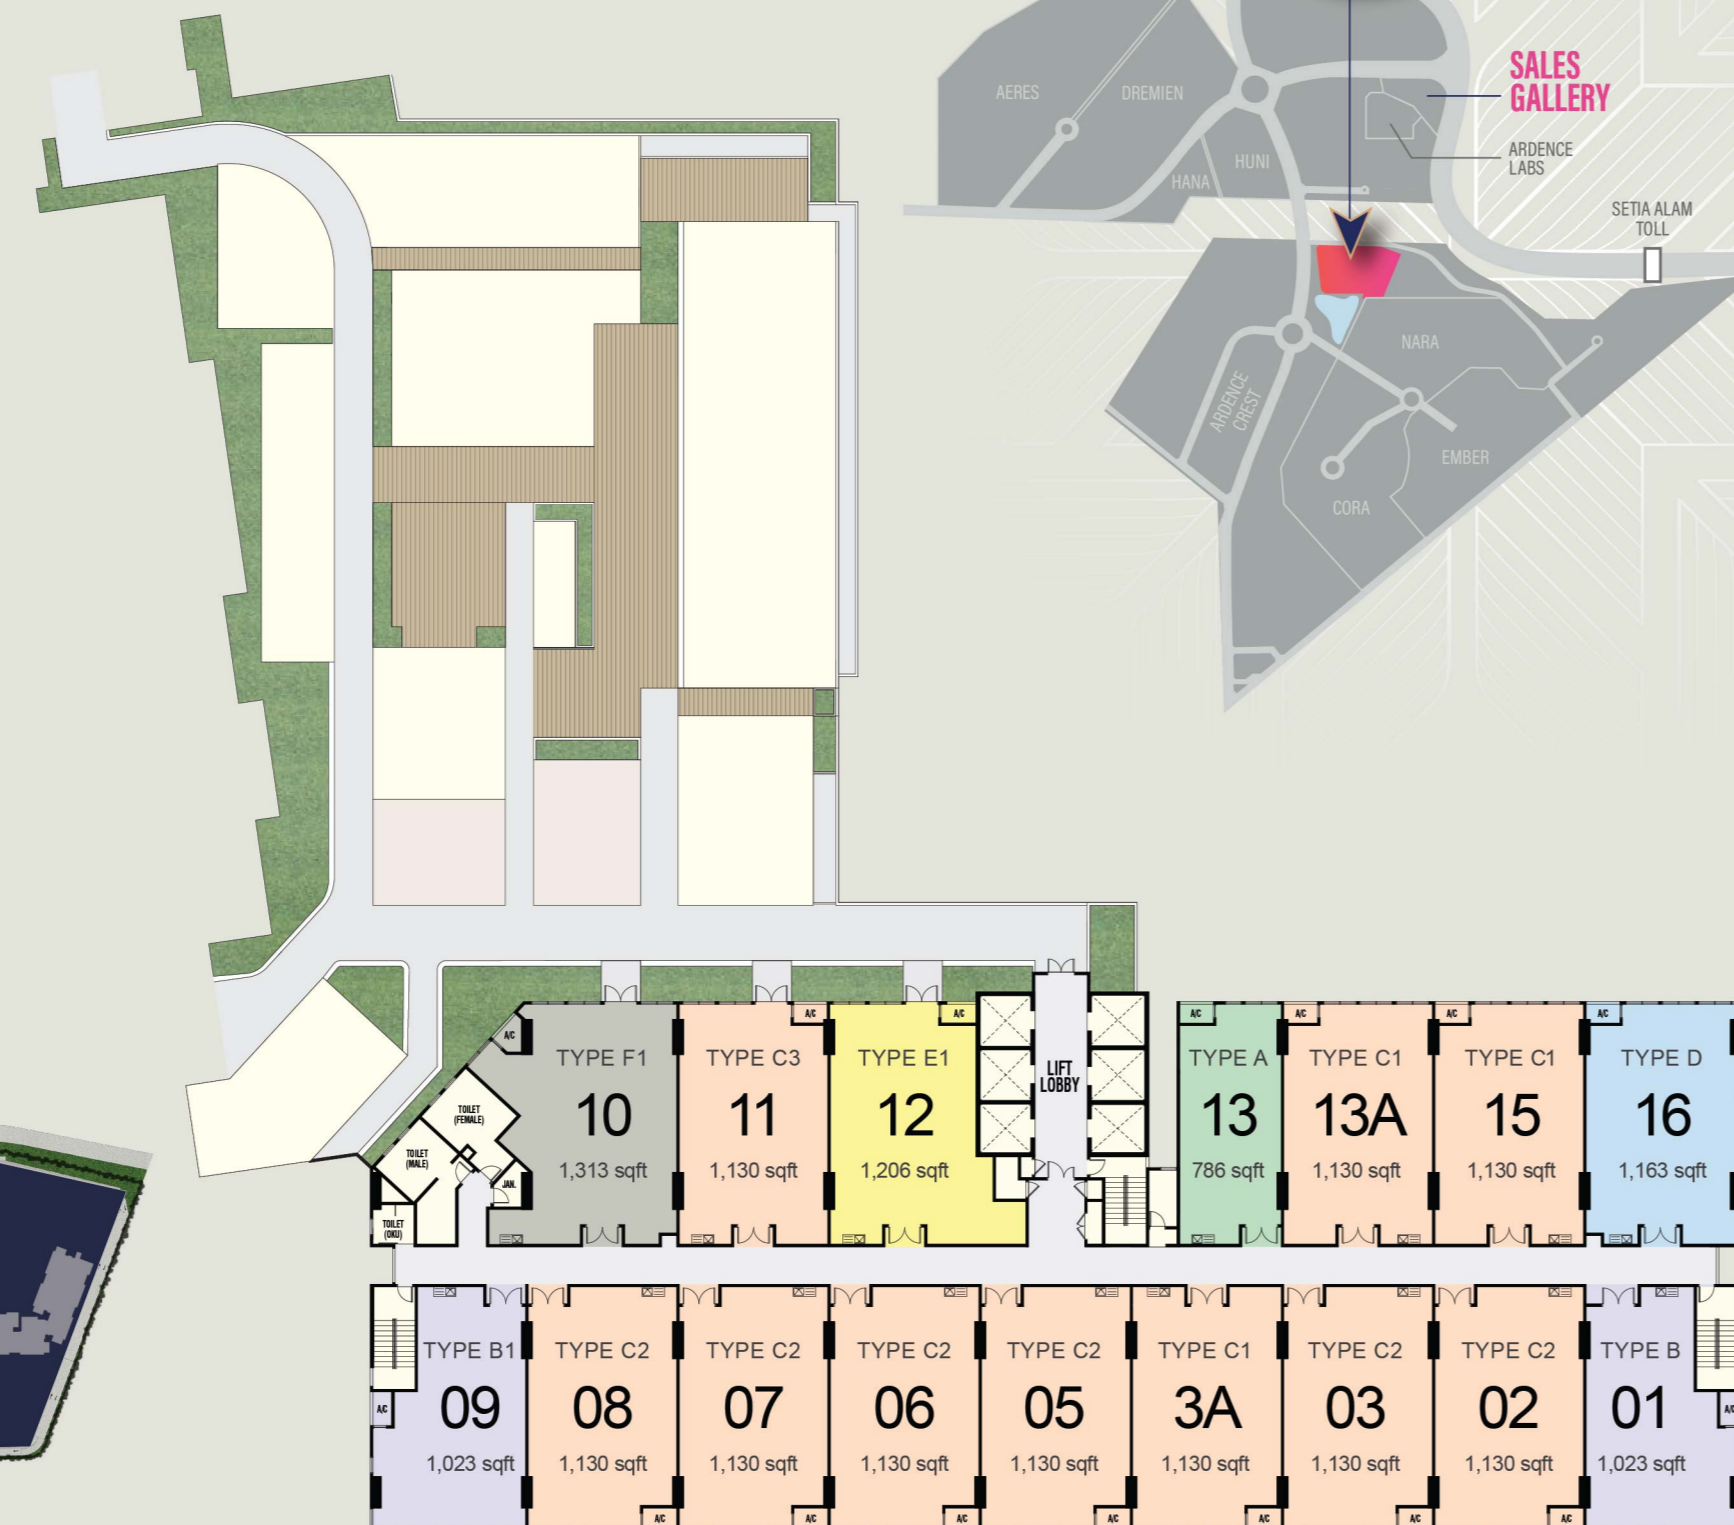 SALES
GALLERY
AERES
DREMIEN
ARDENCE
LABS
HUNI
HANA
SETIA ALAM
TOLL
NARA
ARDENCE
CREST
EMBER
CORA
LIFT
LOBBY
A/C
TYPE F1
10
1,313 sqft
TYPE C3
11
1,130 sqft
A/C
TYPE E1
12
1,206 sqft
A/C
A/C
TYPE A
13
786 sqft
A/C
TYPE C1
13A
1,130 sqft
A/C
TYPE C1
15
1,130 sqft
A/C
TYPE D
16
1,163 sqft
TOILET
(FEMALE)
TOILET
(MALE)
JAN.
TOILET
(OKU)
TYPE B1
09
1,023 sqft
A/C
TYPE C2
08
1,130 sqft
A/C
TYPE C2
07
1,130 sqft
A/C
TYPE C2
06
1,130 sqft
A/C
TYPE C2
05
1,130 sqft
A/C
TYPE C1
3A
1,130 sqft
A/C
TYPE C2
03
1,130 sqft
A/C
TYPE C2
02
1,130 sqft
A/C
TYPE B
01
1,023 sqft
A/C